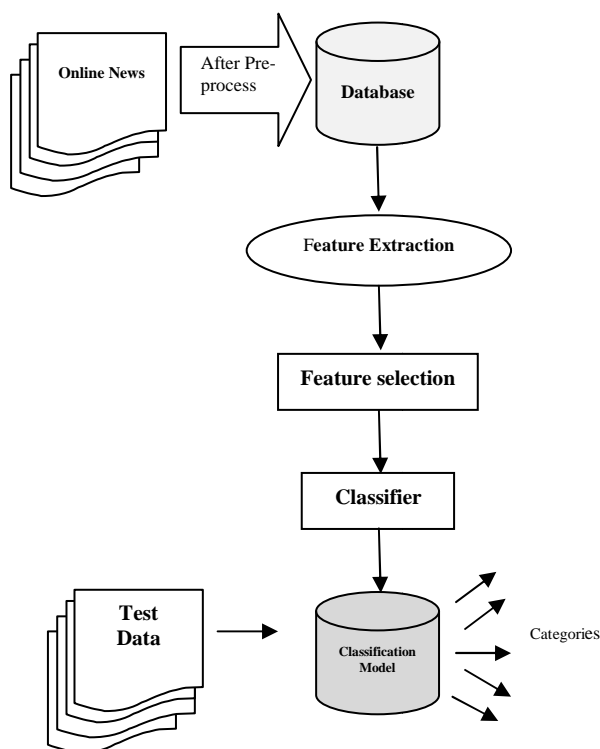 Online News
After Pre-
process
Database
Feature Extraction
Feature selection
Classifier
Test
Data
Classification
Model
Categories